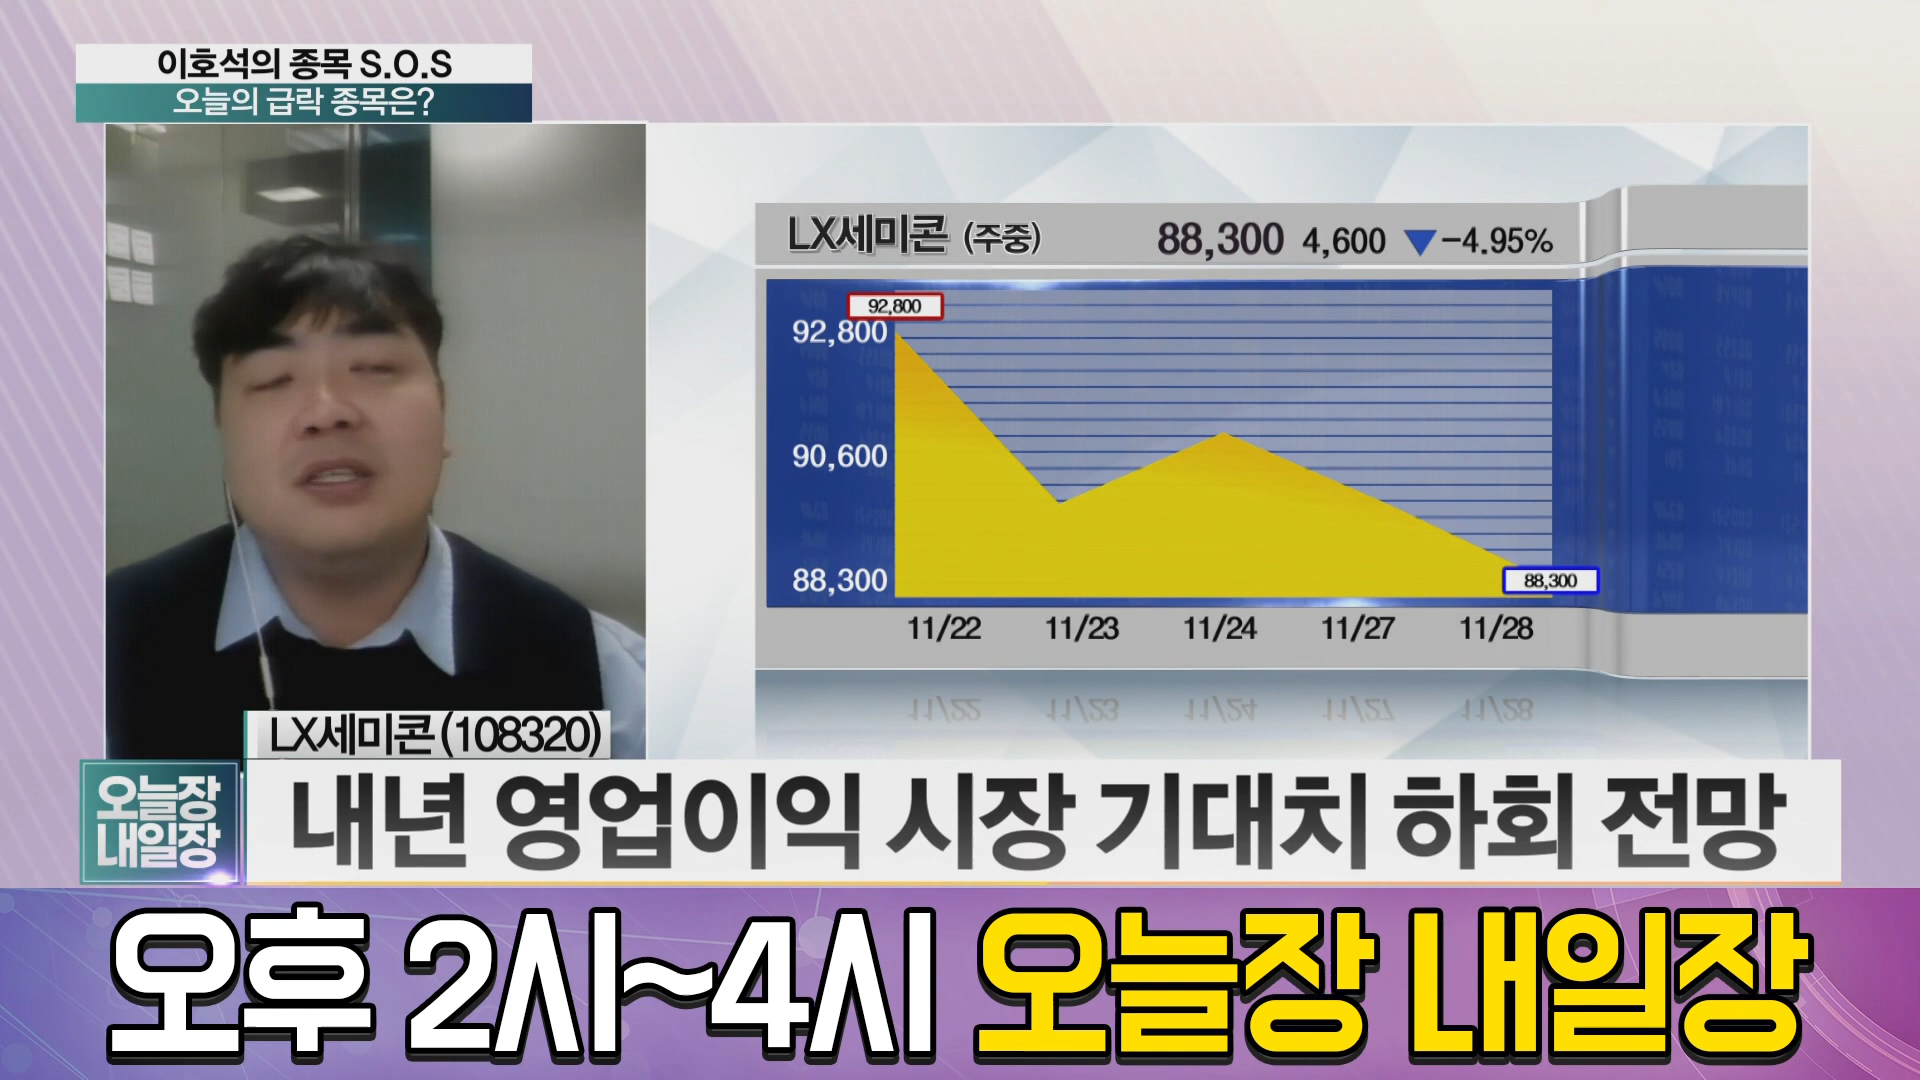 이호석의 종목 S.O.S
오늘의 급락 종목은?
LX세미콘 (주중) 88,300 4,600 ▼-4.95%
92,800
92,800
90,600
88,300
88,300
11/22 11/23 11/24 11/27 11/28
LX세미콘(108320)
오늘장
내일장
내년 영업이익 시장 기대치 하회 전망
오후 2시~4시 오늘장 내일장